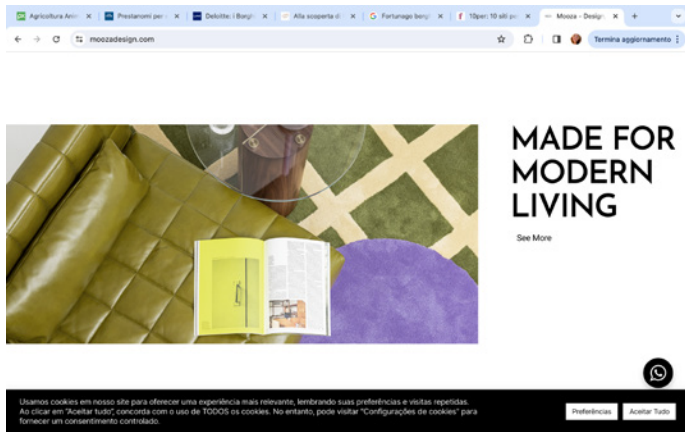 Agricoltura Anim
Prestanomi per
Deloitte: i Borghi
Alla scoperta di
Fortunago borg
10per: 10 siti pe
Mooza - Design
moozadesign.com
Termina aggiornamento
MADE FOR
MODERN
LIVING
See More
Usamos cookies em nosso site para oferecer uma experiência mais relevante, lembrando suas preferências e visitas repetidas.
Ao clicar em "Aceitar tudo", concorda com o uso de TODOS os cookies. No entanto, pode visitar "Configurações de cookies" para
fornecer um consentimento controlado.
Preferências
Aceitar Tudo